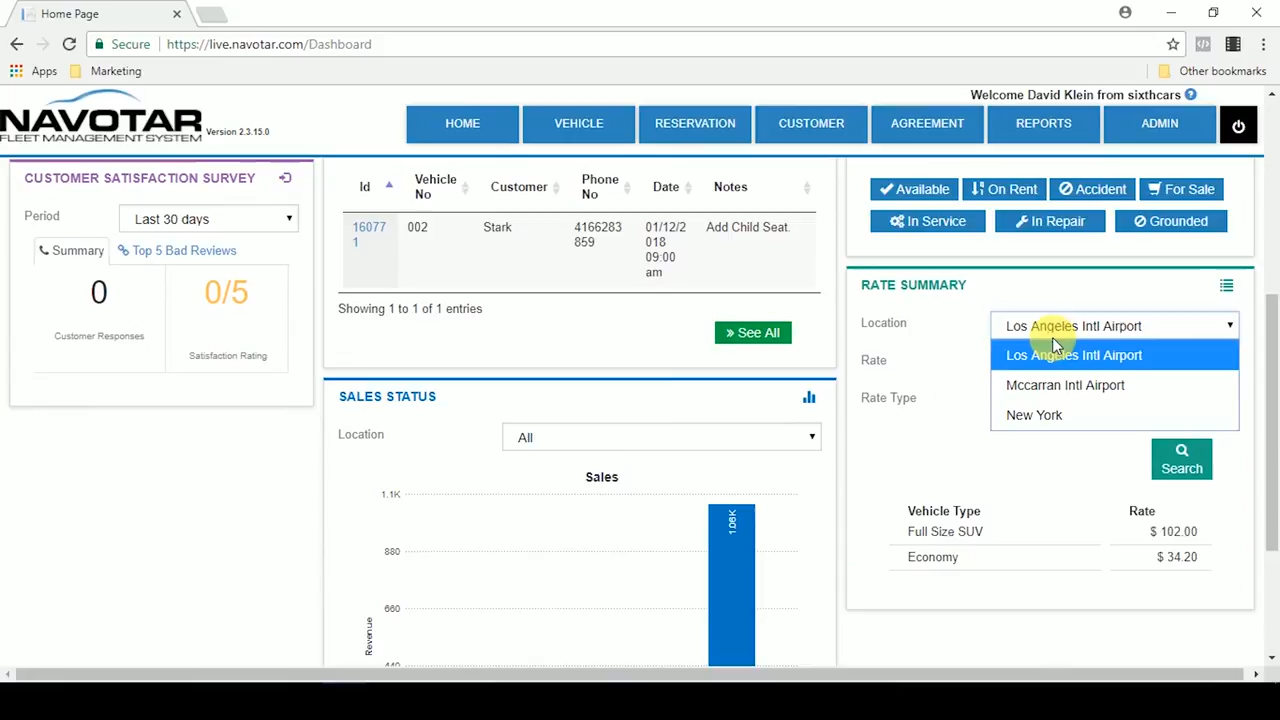 Home Page
Secure
https://live.navotar.com/Dashboard
Apps
Marketing
Other bookmarks
Welcome David Klein from sixthcars
NAVOTAR
FLEET MANAGEMENT SYSTEM
Version 2.3.15.0
HOME
VEHICLE
RESERVATION
CUSTOMER
AGREEMENT
REPORTS
ADMIN
CUSTOMER SATISFACTION SURVEY
Period
Last 30 days
Summary
Top 5 Bad Reviews
0
0/5
Customer Responses
Satisfaction Rating
Id
Vehicle
No
Customer
Phone
No
Date
Notes
16077
1
002
Stark
4166283
859
01/12/2
018
09:00
am
Add Child Seat.
Showing 1 to 1 of 1 entries
» See All
SALES STATUS
Location
All
Sales
1.1K
880
660
440
Revenue
1.06K
Available
On Rent
Accident
For Sale
In Service
In Repair
Grounded
RATE SUMMARY
Location
Los Angeles Intl Airport
Los Angeles Intl Airport
Mccarran Intl Airport
New York
Rate
Rate Type
Search
Vehicle Type
Rate
Full Size SUV
$ 102.00
Economy
$ 34.20